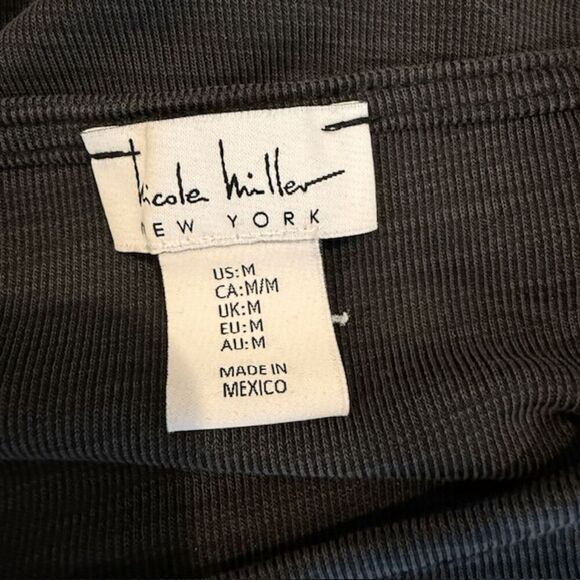 Nicole Miller
NEW YORK
US:M
CA:M/M
UK:M
EU:M
AU:M
MADE IN
MEXICO